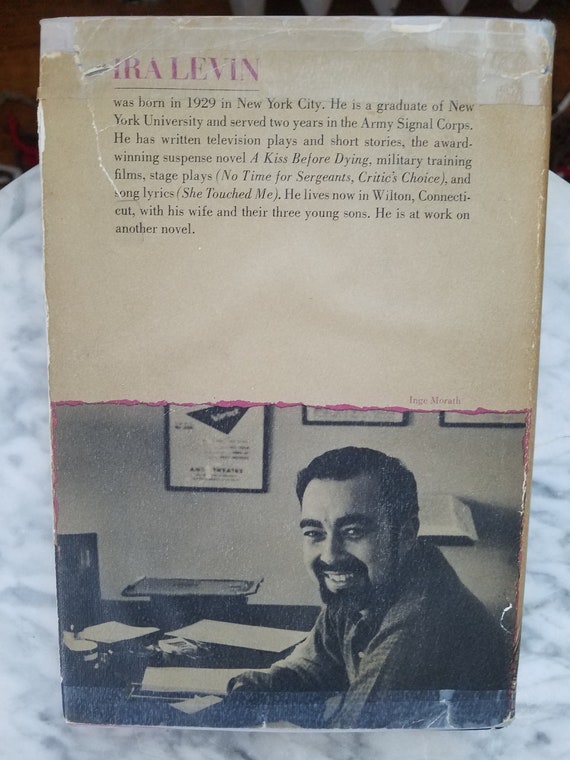 IRA LEVIN
was born in 1929 in New York City. He is a graduate of New
York University and served two years in the Army Signal Corps.
He has written television plays and short stories, the award-
winning suspense novel A Kiss Before Dying, military training
films, stage plays (No Time for Sergeants, Critic's Choice), and
song lyrics (She Touched Me). He lives now in Wilton, Connecti-
cut, with his wife and their three young sons. He is at work on
another novel.
Inge Morath
THEATRE